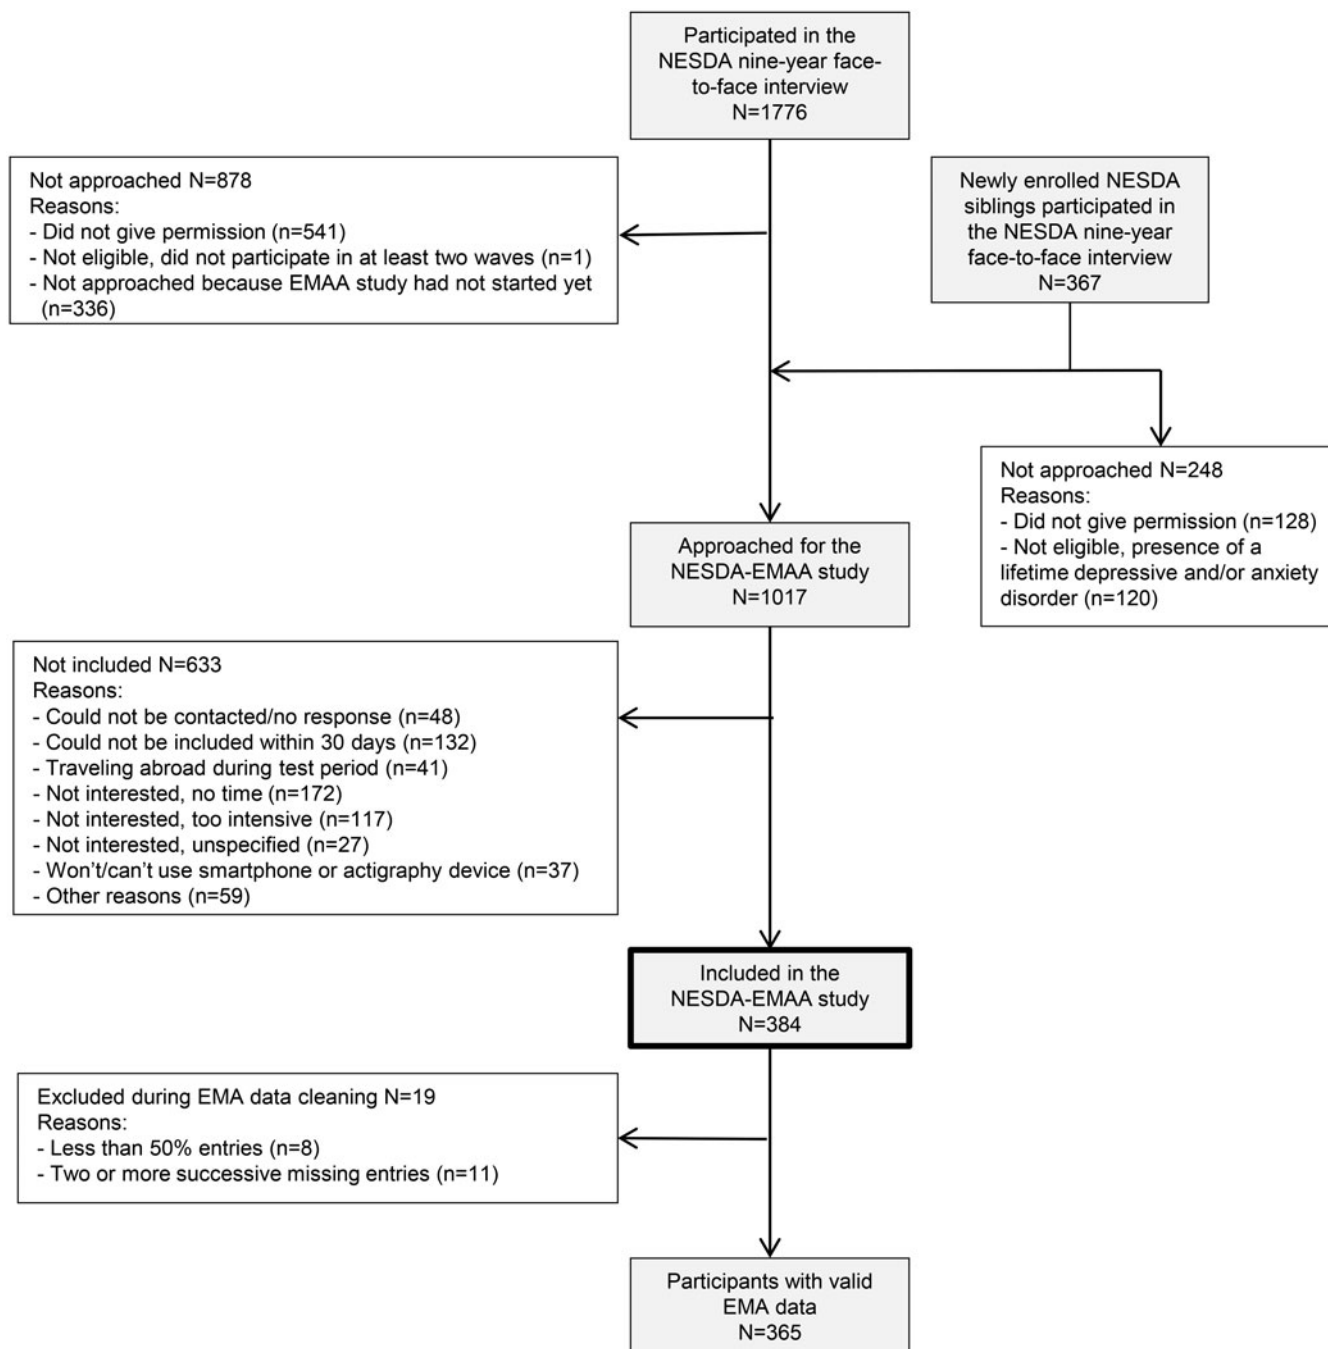 Participated in the
NESDA nine-year face-
to-face interview
N=1776
Not approached N=878
Reasons:
- Did not give permission (n=541)
- Not eligible, did not participate in at least two waves (n=1)
- Not approached because EMAA study had not started yet
(n=336)
Newly enrolled NESDA
siblings participated in
the NESDA nine-year
face-to-face interview
N=367
Not approached N=248
Reasons:
- Did not give permission (n=128)
- Not eligible, presence of a
lifetime depressive and/or anxiety
disorder (n=120)
Approached for the
NESDA-EMAA study
N=1017
Not included N=633
Reasons:
- Could not be contacted/no response (n=48)
- Could not be included within 30 days (n=132)
- Traveling abroad during test period (n=41)
- Not interested, no time (n=172)
- Not interested, too intensive (n=117)
- Not interested, unspecified (n=27)
- Won’t/can’t use smartphone or actigraphy device (n=37)
- Other reasons (n=59)
Included in the
NESDA-EMAA study
N=384
Excluded during EMA data cleaning N=19
Reasons:
- Less than 50% entries (n=8)
- Two or more successive missing entries (n=11)
Participants with valid
EMA data
N=365